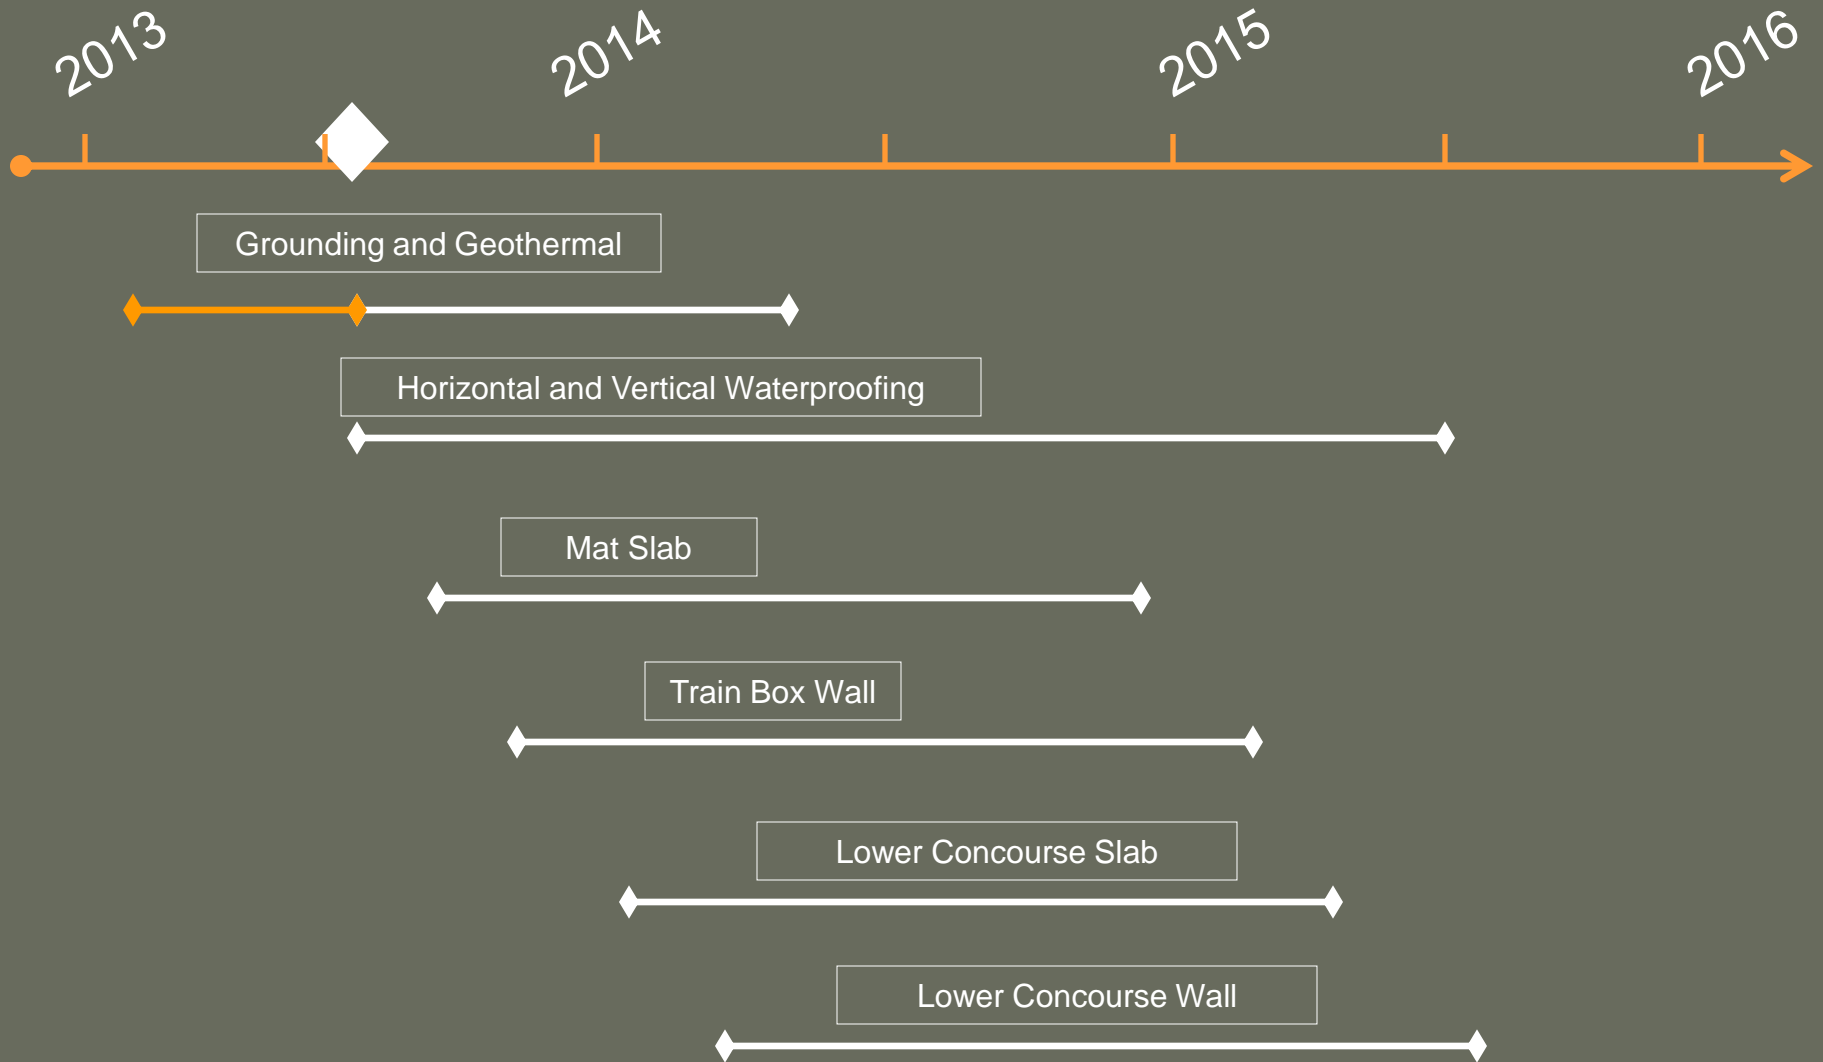 2013
2014
2015
2016
Grounding and Geothermal
Horizontal and Vertical Waterproofing
Mat Slab
Train Box Wall
Lower Concourse Slab
Lower Concourse Wall